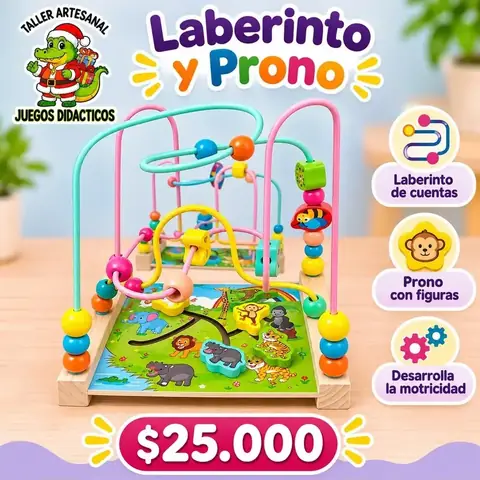 TALLER ARTESANAL
JUEGOS DIDACTICOS
Laberinto
y Prono
Laberinto
de cuentas
Prono
con figuras
Desarrolla
la motricidad
$25.000